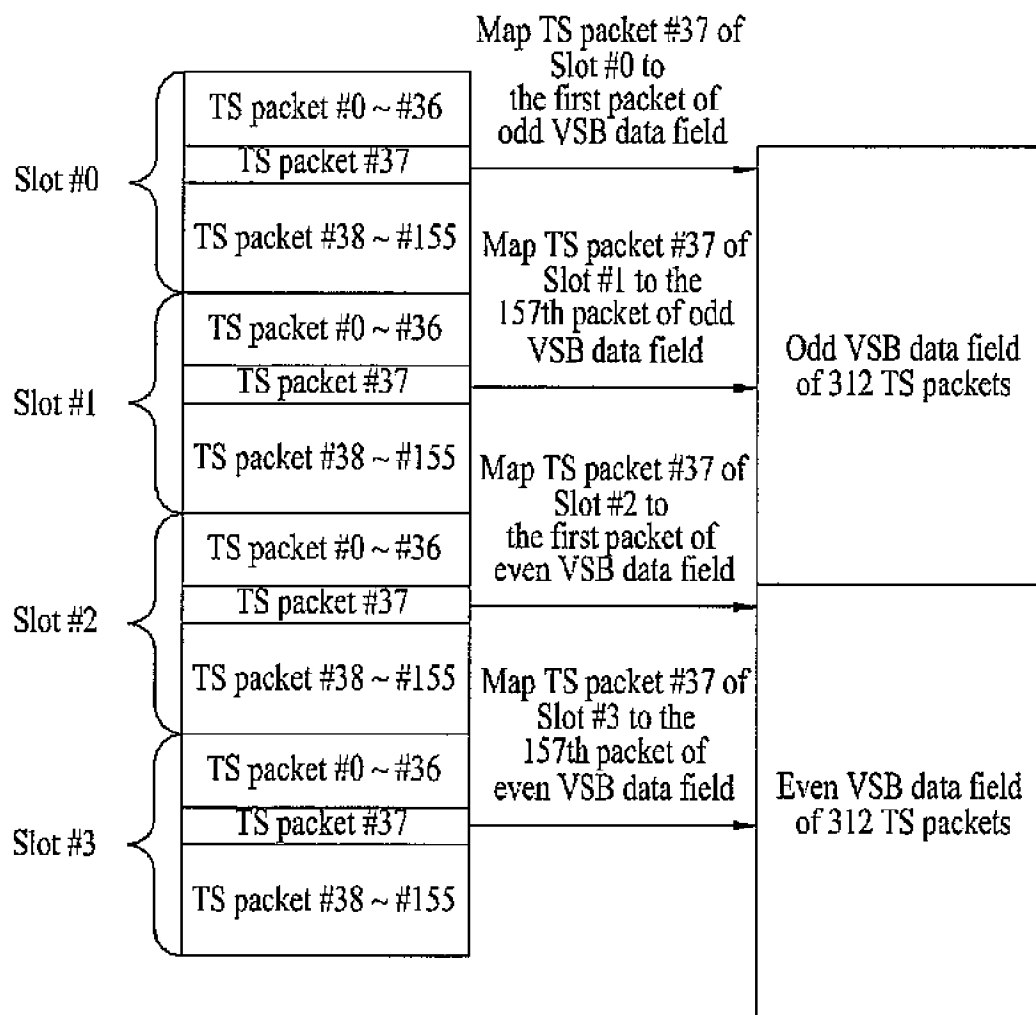 Map TS packet #37 of
Slot #0 to
the first packet of
odd VSB data field
Slot #0
TS packet #0 ~ #36
TS packet #37
TS packet #38 ~ #155
Map TS packet #37 of
Slot #1 to the
157th packet of odd
VSB data field
Slot #1
TS packet #0 ~ #36
TS packet #37
TS packet #38 ~ #155
Odd VSB data field
of 312 TS packets
Map TS packet #37 of
Slot #2 to
the first packet of
even VSB data field
Slot #2
TS packet #0 ~ #36
TS packet #37
TS packet #38 ~ #155
Map TS packet #37 of
Slot #3 to the
157th packet of
even VSB data field
Slot #3
TS packet #0 ~ #36
TS packet #37
TS packet #38 ~ #155
Even VSB data field
of 312 TS packets